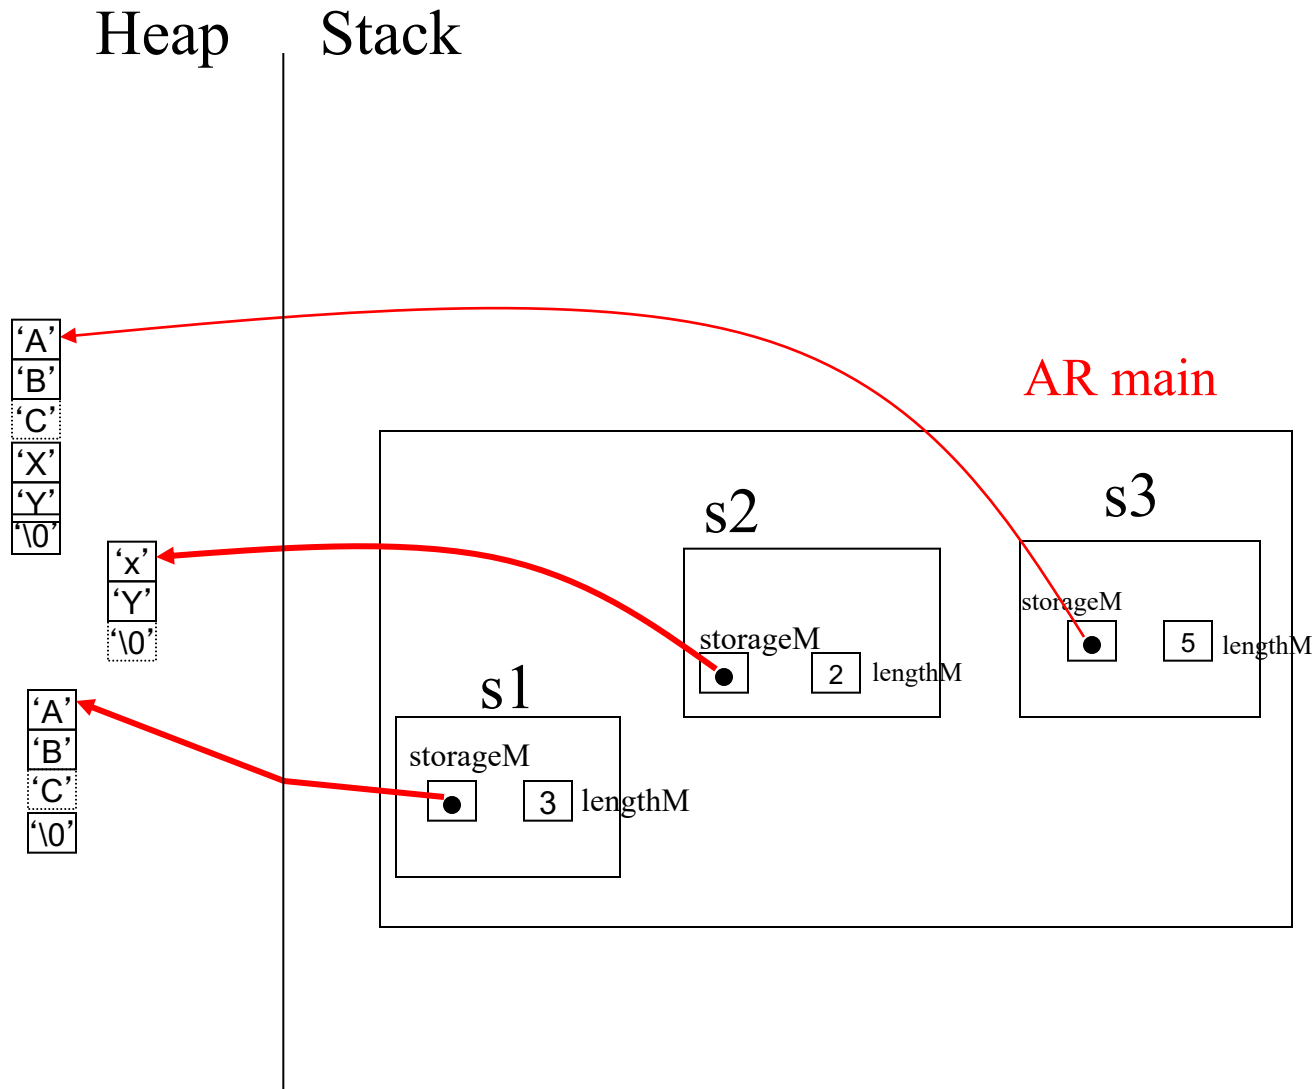 Heap
Stack
‘A’
‘B’
‘C’
‘X’
‘Y’
‘\0’
AR main
s3
storageM
5
lengthM
s2
storageM
2
lengthM
‘x’
‘Y’
‘\0’
s1
storageM
3
lengthM
‘A’
‘B’
‘C’
‘\0’